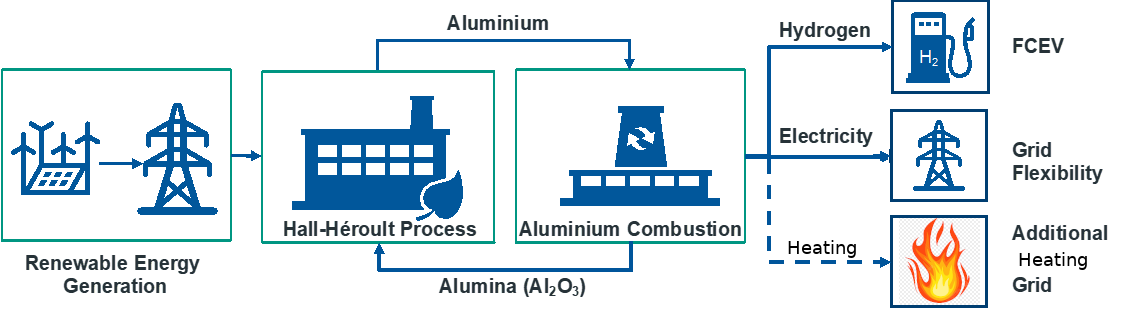 Aluminium
Hydrogen
H₂
FCEV
Electricity
Grid
Flexibility
Hall-Héroult Process
Aluminium Combustion
Renewable Energy
Generation
Alumina (Al₂O₃)
Heating
Additional
Heating
Grid